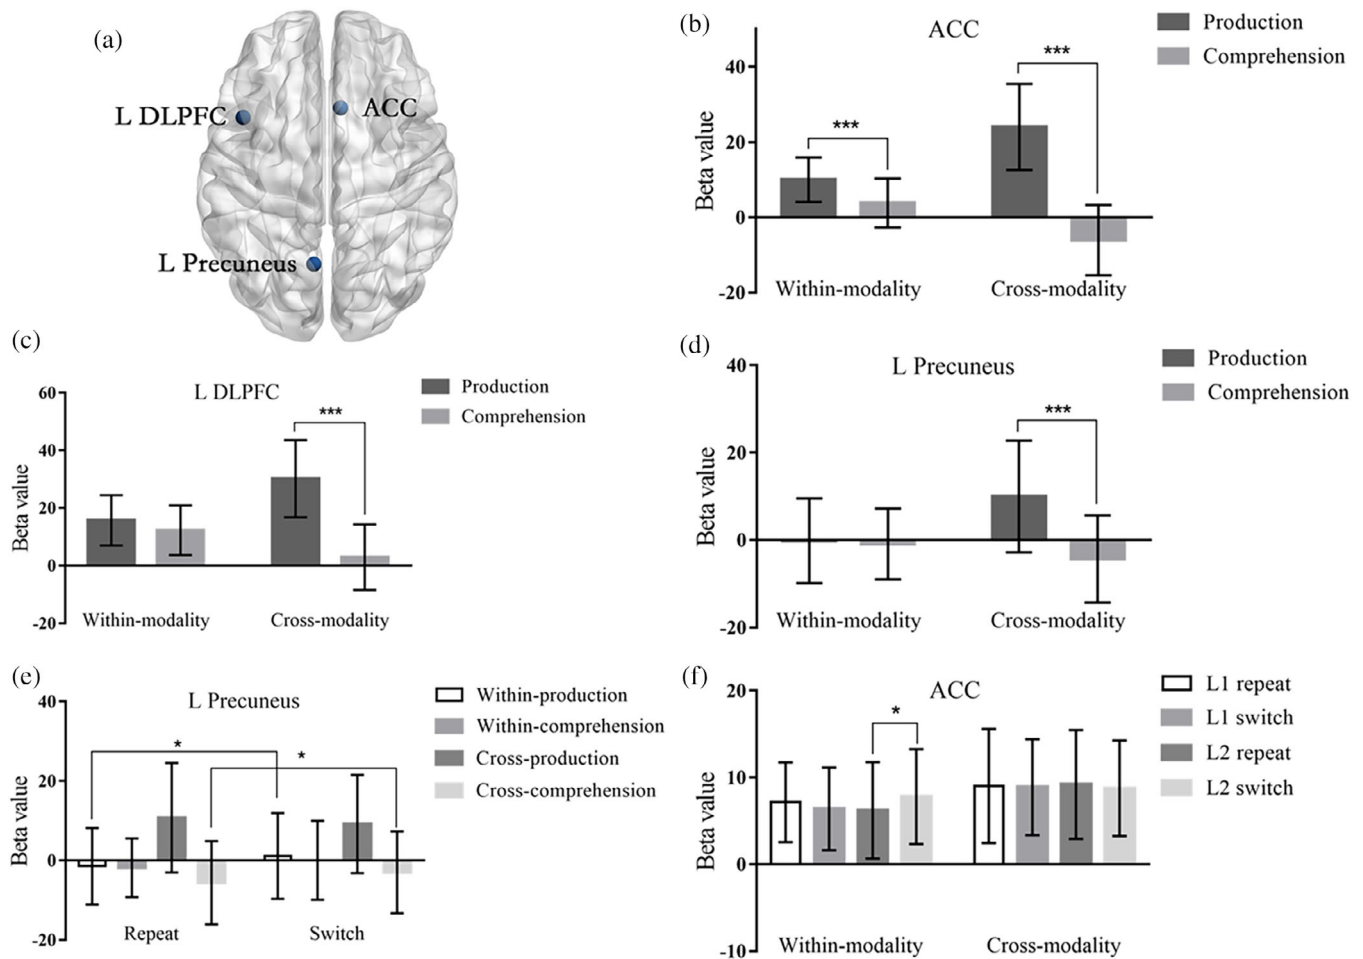 (a)
L DLPFC
ACC
L Precuneus
(b)
ACC
Production
Comprehension
Beta value
40
20
0
-20
***
***
Within-modality
Cross-modality
(c)
L DLPFC
Production
Comprehension
Beta value
60
40
20
0
-20
***
Within-modality
Cross-modality
(d)
L Precuneus
Production
Comprehension
Beta value
40
20
0
-20
***
Within-modality
Cross-modality
(e)
L Precuneus
Within-production
Within-comprehension
Cross-production
Cross-comprehension
Beta value
40
20
0
-20
*
*
Repeat
Switch
(f)
ACC
L1 repeat
L1 switch
L2 repeat
L2 switch
Beta value
20
10
0
-10
*
Within-modality
Cross-modality